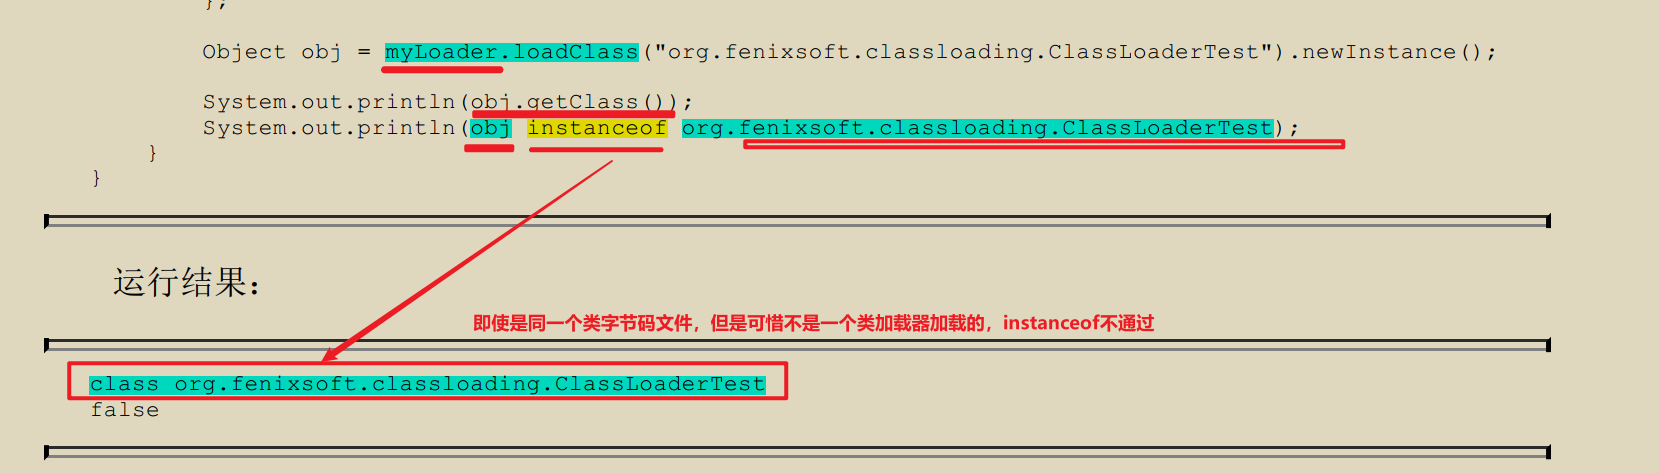 };
Object obj = myLoader.loadClass("org.fenixsoft.classloading.ClassLoaderTest").newInstance();
System.out.println(obj.getClass());
System.out.println(obj instanceof org.fenixsoft.classloading.ClassLoaderTest);
}
}
运行结果：
即使是同一个类字节码文件，但是可惜不是一个类加载器加载的，instanceof不通过
class org.fenixsoft.classloading.ClassLoaderTest
false